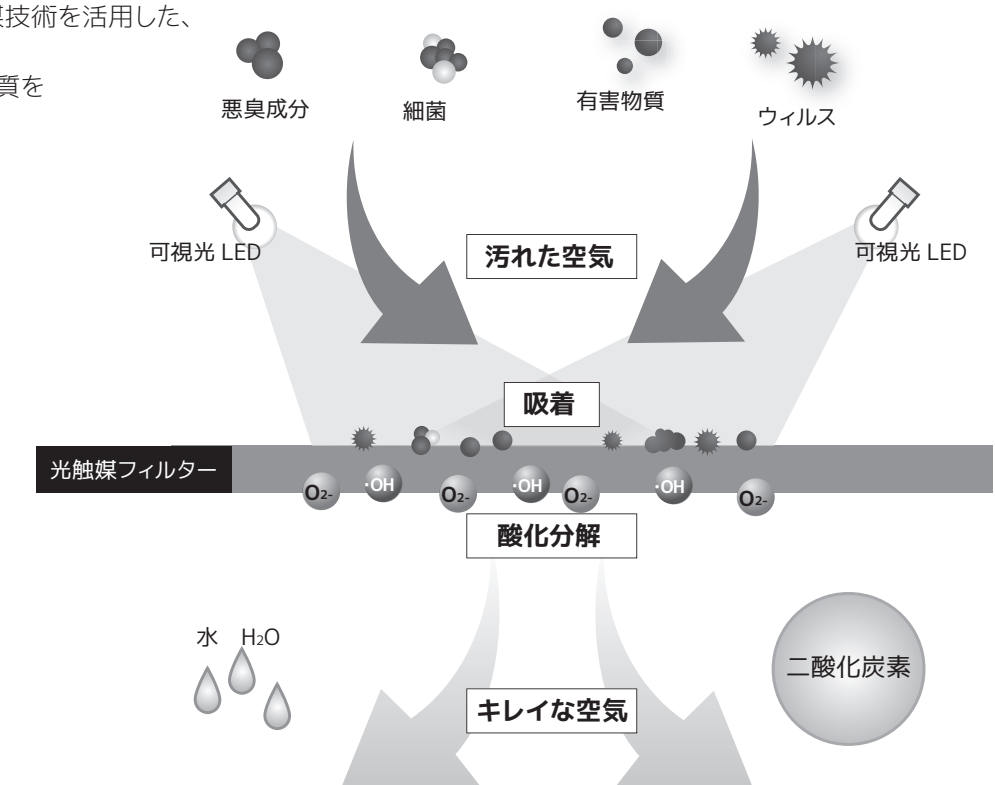 媒技術を活用した、
質を
悪臭成分
細菌
有害物質
ウィルス
可視光 LED
可視光 LED
汚れた空気
吸着
光触媒フィルター
O2-
·OH
O2-
·OH
O2-
·OH
O2-
酸化分解
水 H2O
二酸化炭素
キレイな空気